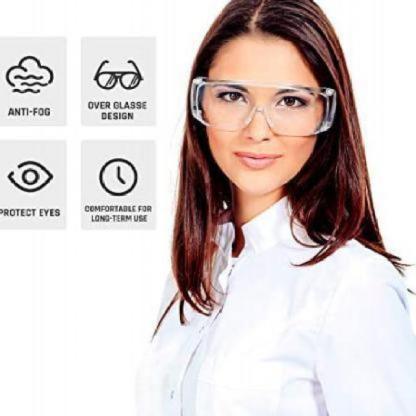 ANTI-FOG
OVER GLASSE
DESIGN
PROTECT EYES
COMFORTABLE FOR
LONG-TERM USE